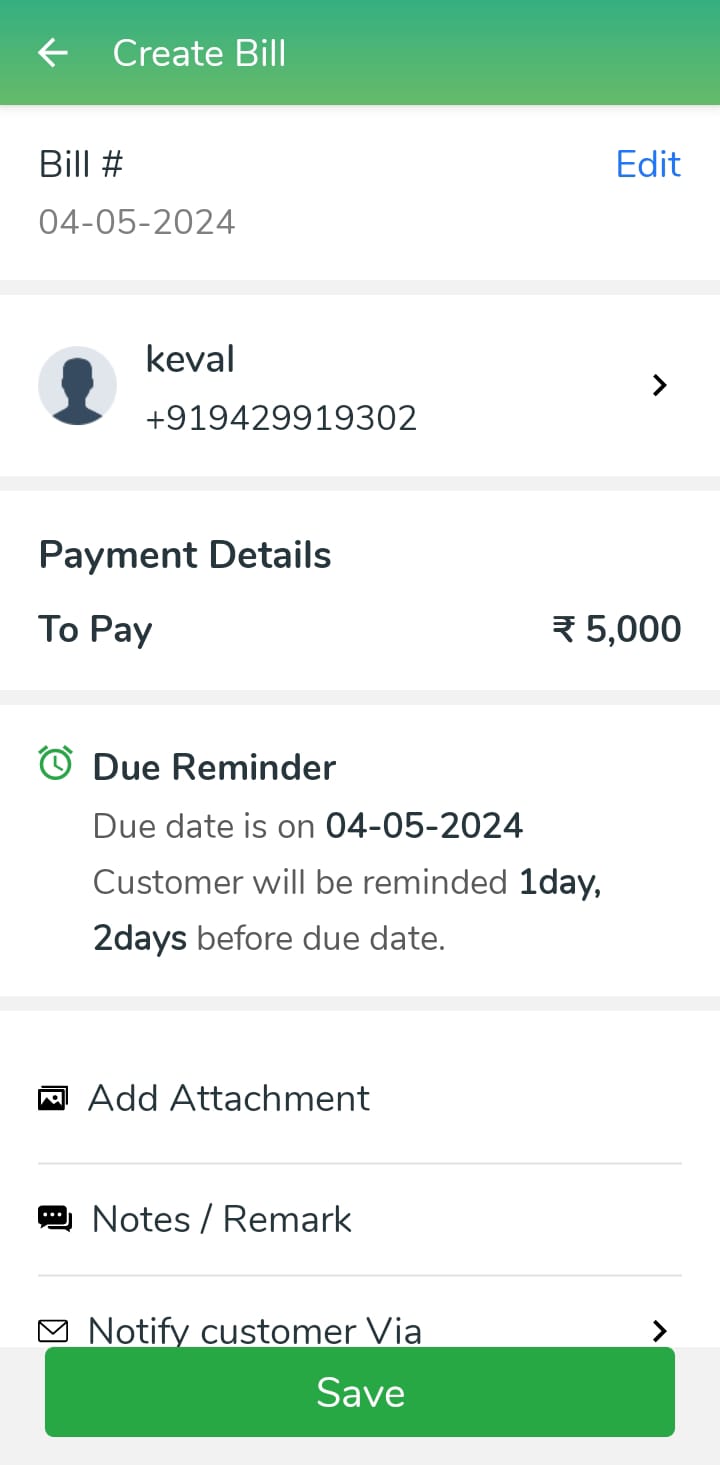 Create Bill
Bill #
Edit
04-05-2024
keval
+919429919302
Payment Details
To Pay
₹ 5,000
Due Reminder
Due date is on 04-05-2024
Customer will be reminded 1day,
2days before due date.
Add Attachment
Notes / Remark
Notify customer Via
Save